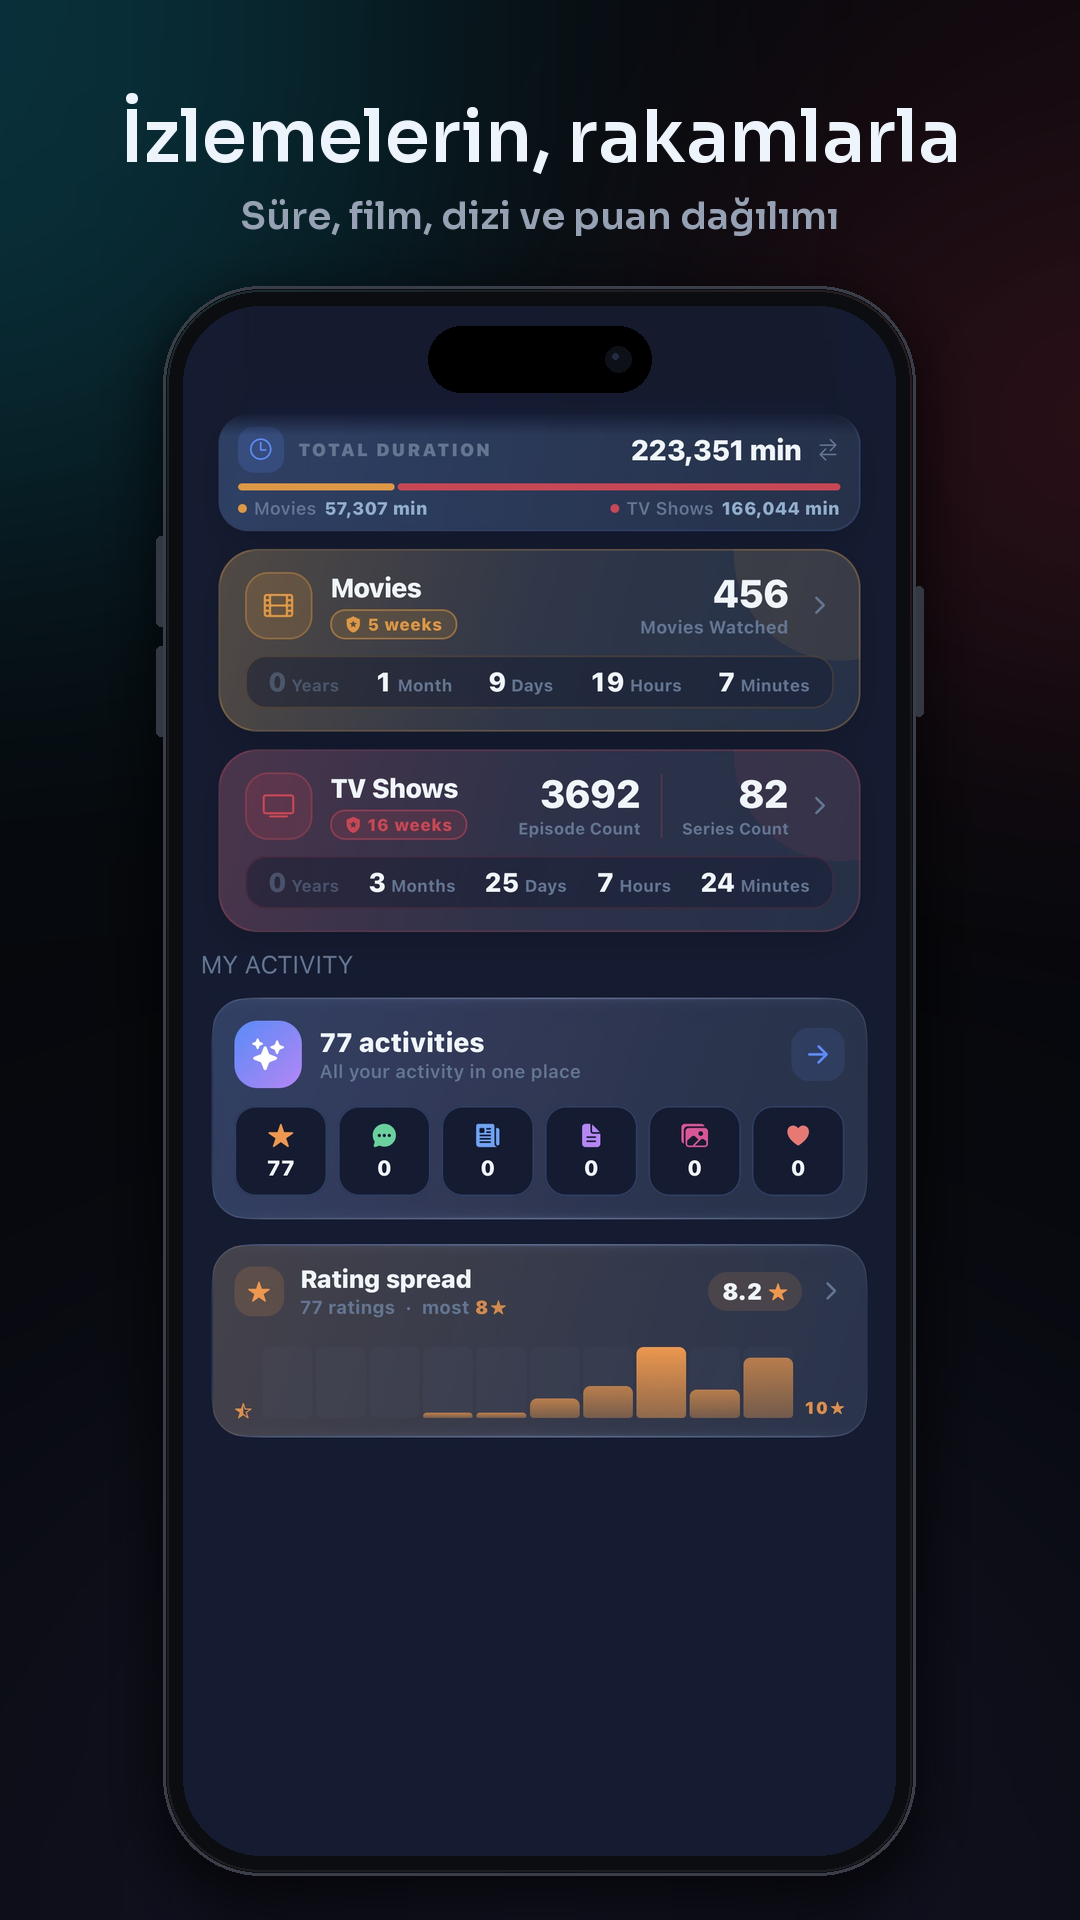 İzlemelerin, rakamlarla
Süre, film, dizi ve puan dağılımı
TOTAL DURATION 223,351 min
Movies 57,307 min TV Shows 166,044 min
Movies 456
5 weeks Movies Watched
0 Years 1 Month 9 Days 19 Hours 7 Minutes
TV Shows 3692 82
16 weeks Episode Count Series Count
0 Years 3 Months 25 Days 7 Hours 24 Minutes
MY ACTIVITY
77 activities
All your activity in one place
77 0 0 0 0 0
Rating spread 8.2 ★
77 ratings · most 8★
10★